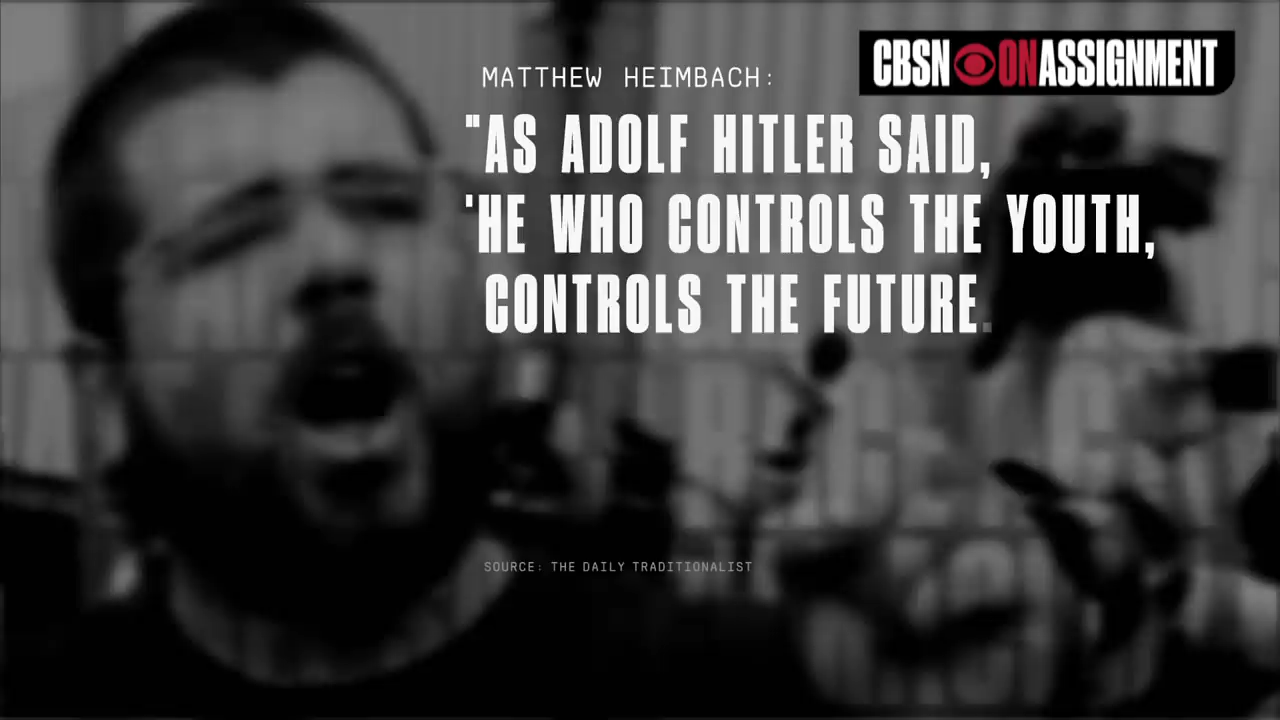 CBSN ON ASSIGNMENT
MATTHEW HEIMBACH:
"AS ADOLF HITLER SAID,
'HE WHO CONTROLS THE YOUTH,
CONTROLS THE FUTURE.
SOURCE: THE DAILY TRADITIONALIST